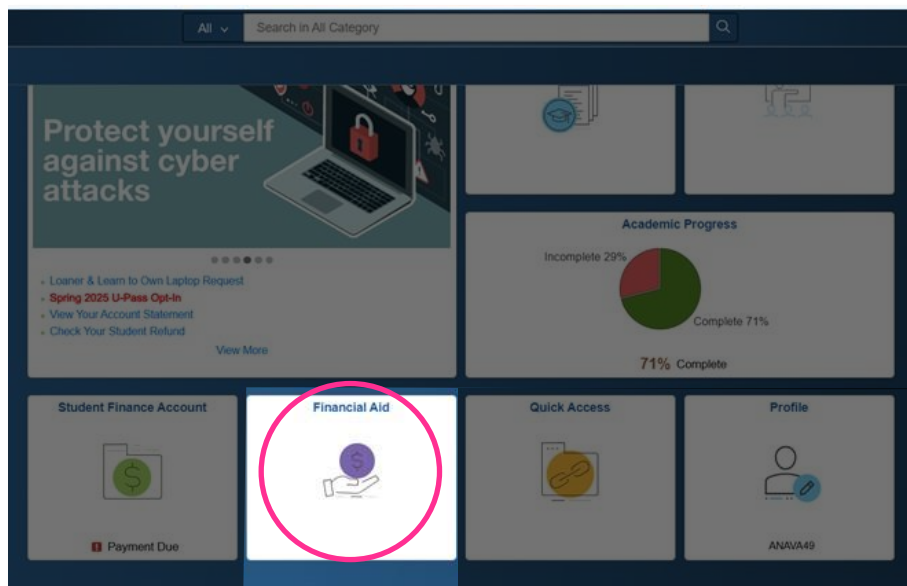 All
Search in All Category
Protect yourself
against cyber
attacks
Loaner & Learn to Own Laptop Request
Spring 2025 U-Pass Opt-In
View Your Account Statement
Check Your Student Refund
View More
Academic Progress
Incomplete 29%
Complete 71%
71% Complete
Student Finance Account
Payment Due
Financial Aid
Quick Access
Profile
ANAVA49